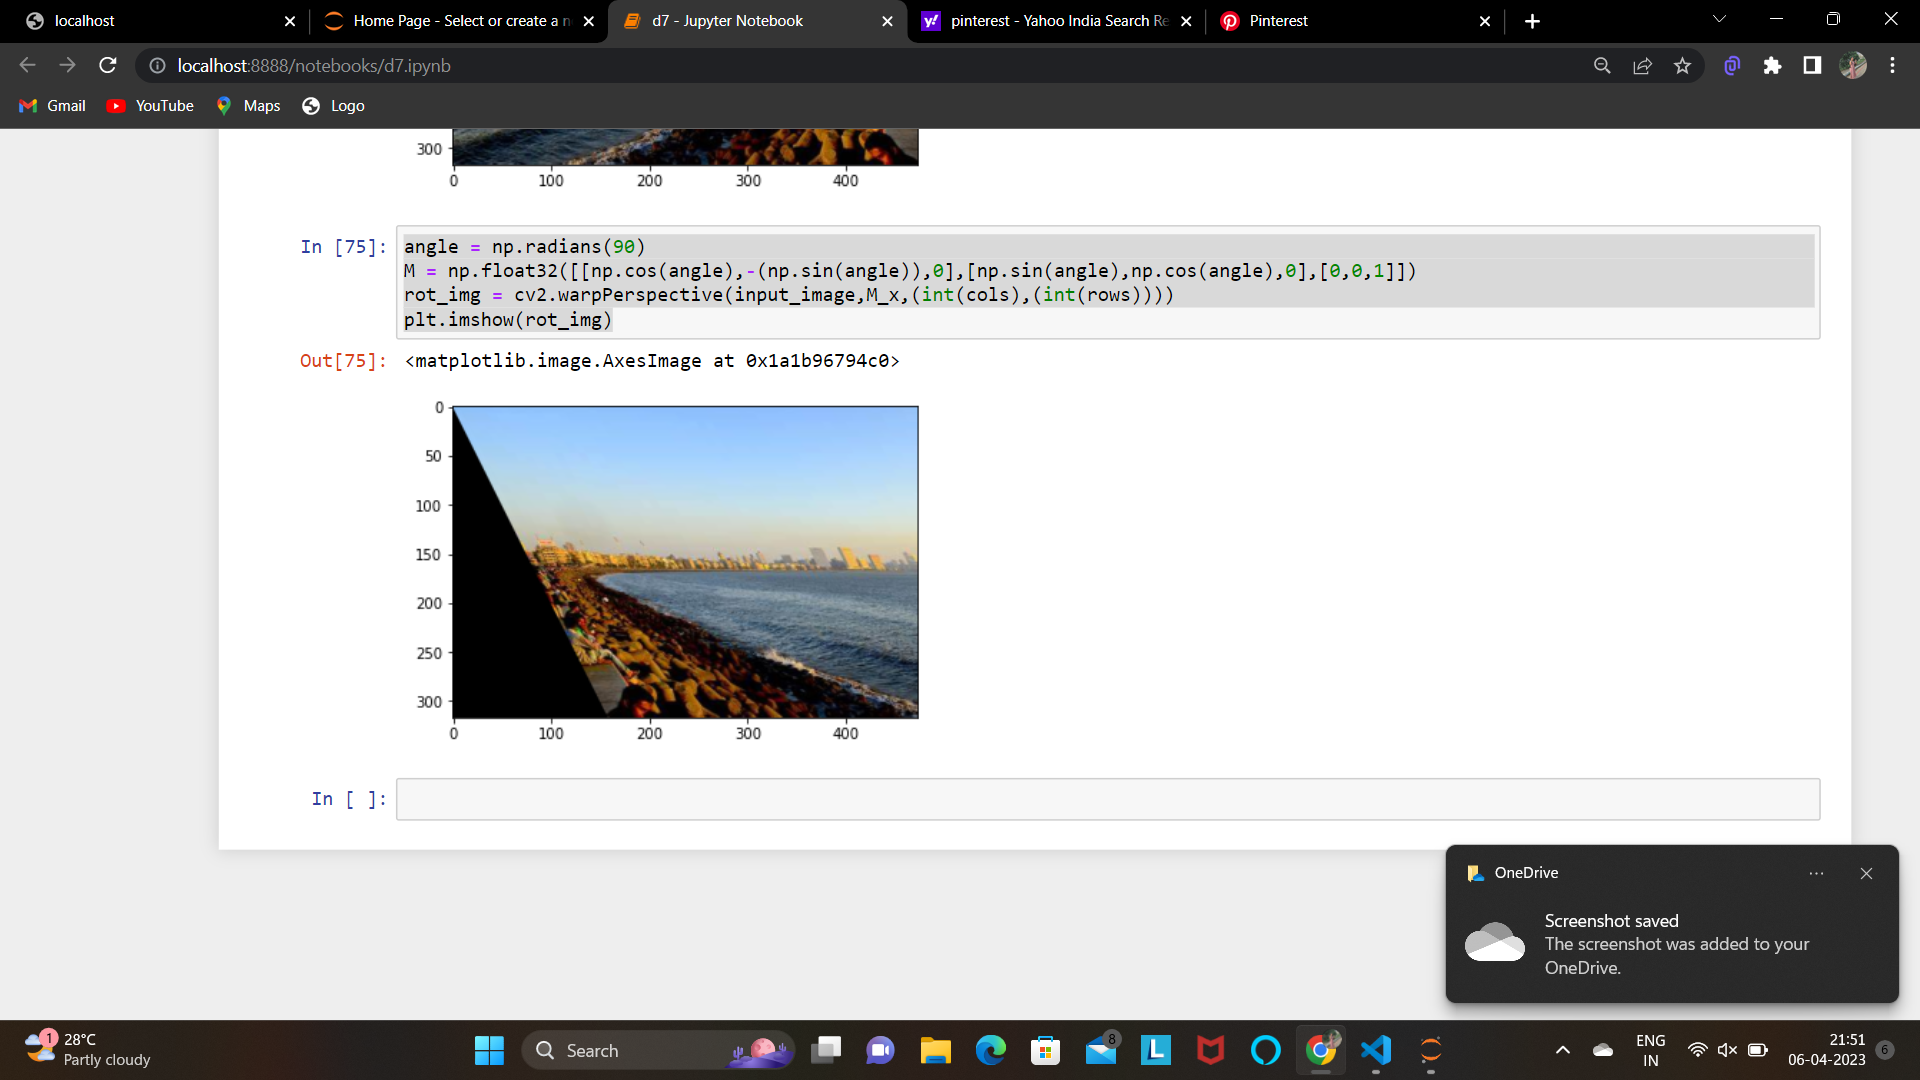 localhost
Home Page - Select or create a n
d7 - Jupyter Notebook
pinterest - Yahoo India Search Re
Pinterest
localhost:8888/notebooks/d7.ipynb
Gmail
YouTube
Maps
Logo
300
0 100 200 300 400
In [75]:
angle = np.radians(90)
M = np.float32([[np.cos(angle),-(np.sin(angle)),0],[np.sin(angle),np.cos(angle),0],[0,0,1]])
rot_img = cv2.warpPerspective(input_image,M_x,(int(cols),(int(rows))))
plt.imshow(rot_img)
Out[75]: <matplotlib.image.AxesImage at 0x1a1b96794c0>
0
50
100
150
200
250
300
0 100 200 300 400
In [ ]:
OneDrive
Screenshot saved
The screenshot was added to your
OneDrive.
1
28°C
Partly cloudy
Search
8
L
ENG
IN
21:51
06-04-2023
6